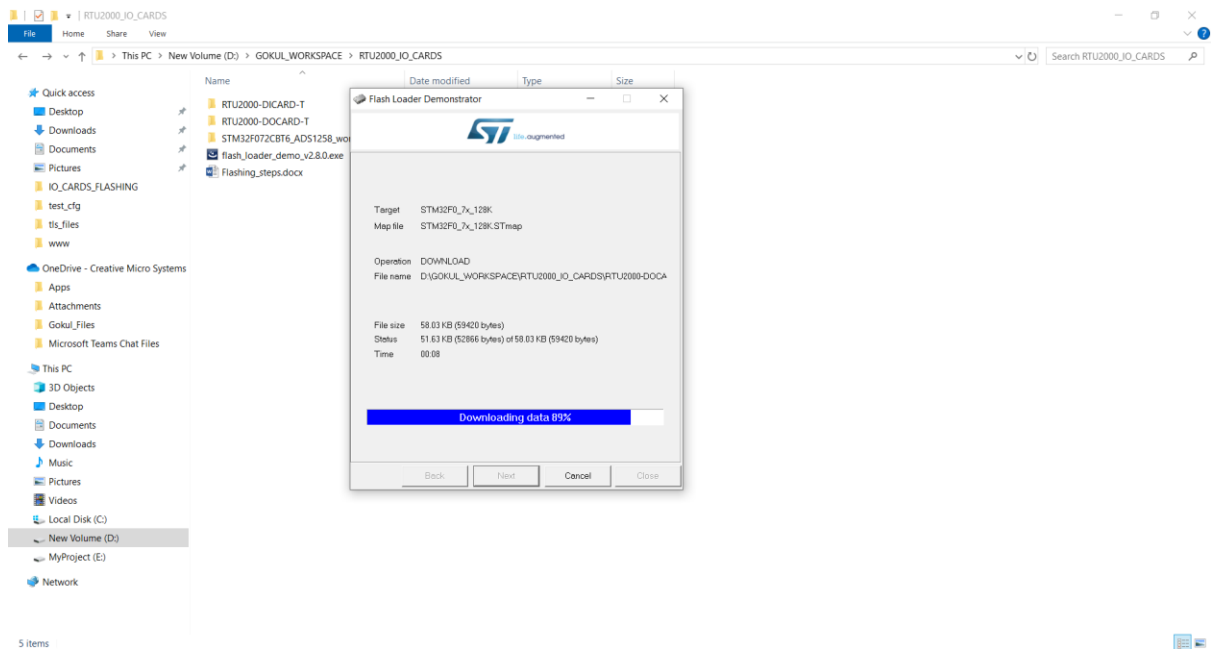 RTU2000_IO_CARDS
File Home Share View
This PC > New Volume (D:) > GOKUL_WORKSPACE > RTU2000_IO_CARDS
Search RTU2000_IO_CARDS
Name Date modified Type Size
Quick access
Desktop
Downloads
Documents
Pictures
IO_CARDS_FLASHING
test_cfg
tls_files
www
OneDrive - Creative Micro Systems
Apps
Attachments
Gokul_Files
Microsoft Teams Chat Files
This PC
3D Objects
Desktop
Documents
Downloads
Music
Pictures
Videos
Local Disk (C:)
New Volume (D:)
MyProject (E:)
Network
RTU2000-DICARD-T
RTU2000-DOCARD-T
STM32F072CBT6_ADS1258_wo
flash_loader_demo_v2.8.0.exe
Flashing_steps.docx
Flash Loader Demonstrator
ST life.augmented
Target STM32F0_7x_128K
Map file STM32F0_7x_128K.STmap
Operation DOWNLOAD
File name D:\GOKUL_WORKSPACE\RTU2000_IO_CARDS\RTU2000-DOCA
File size 58.03 KB (59420 bytes)
Status 51.63 KB (52866 bytes) of 58.03 KB (59420 bytes)
Time 00:08
Downloading data 89%
Back Next Cancel Close
5 items